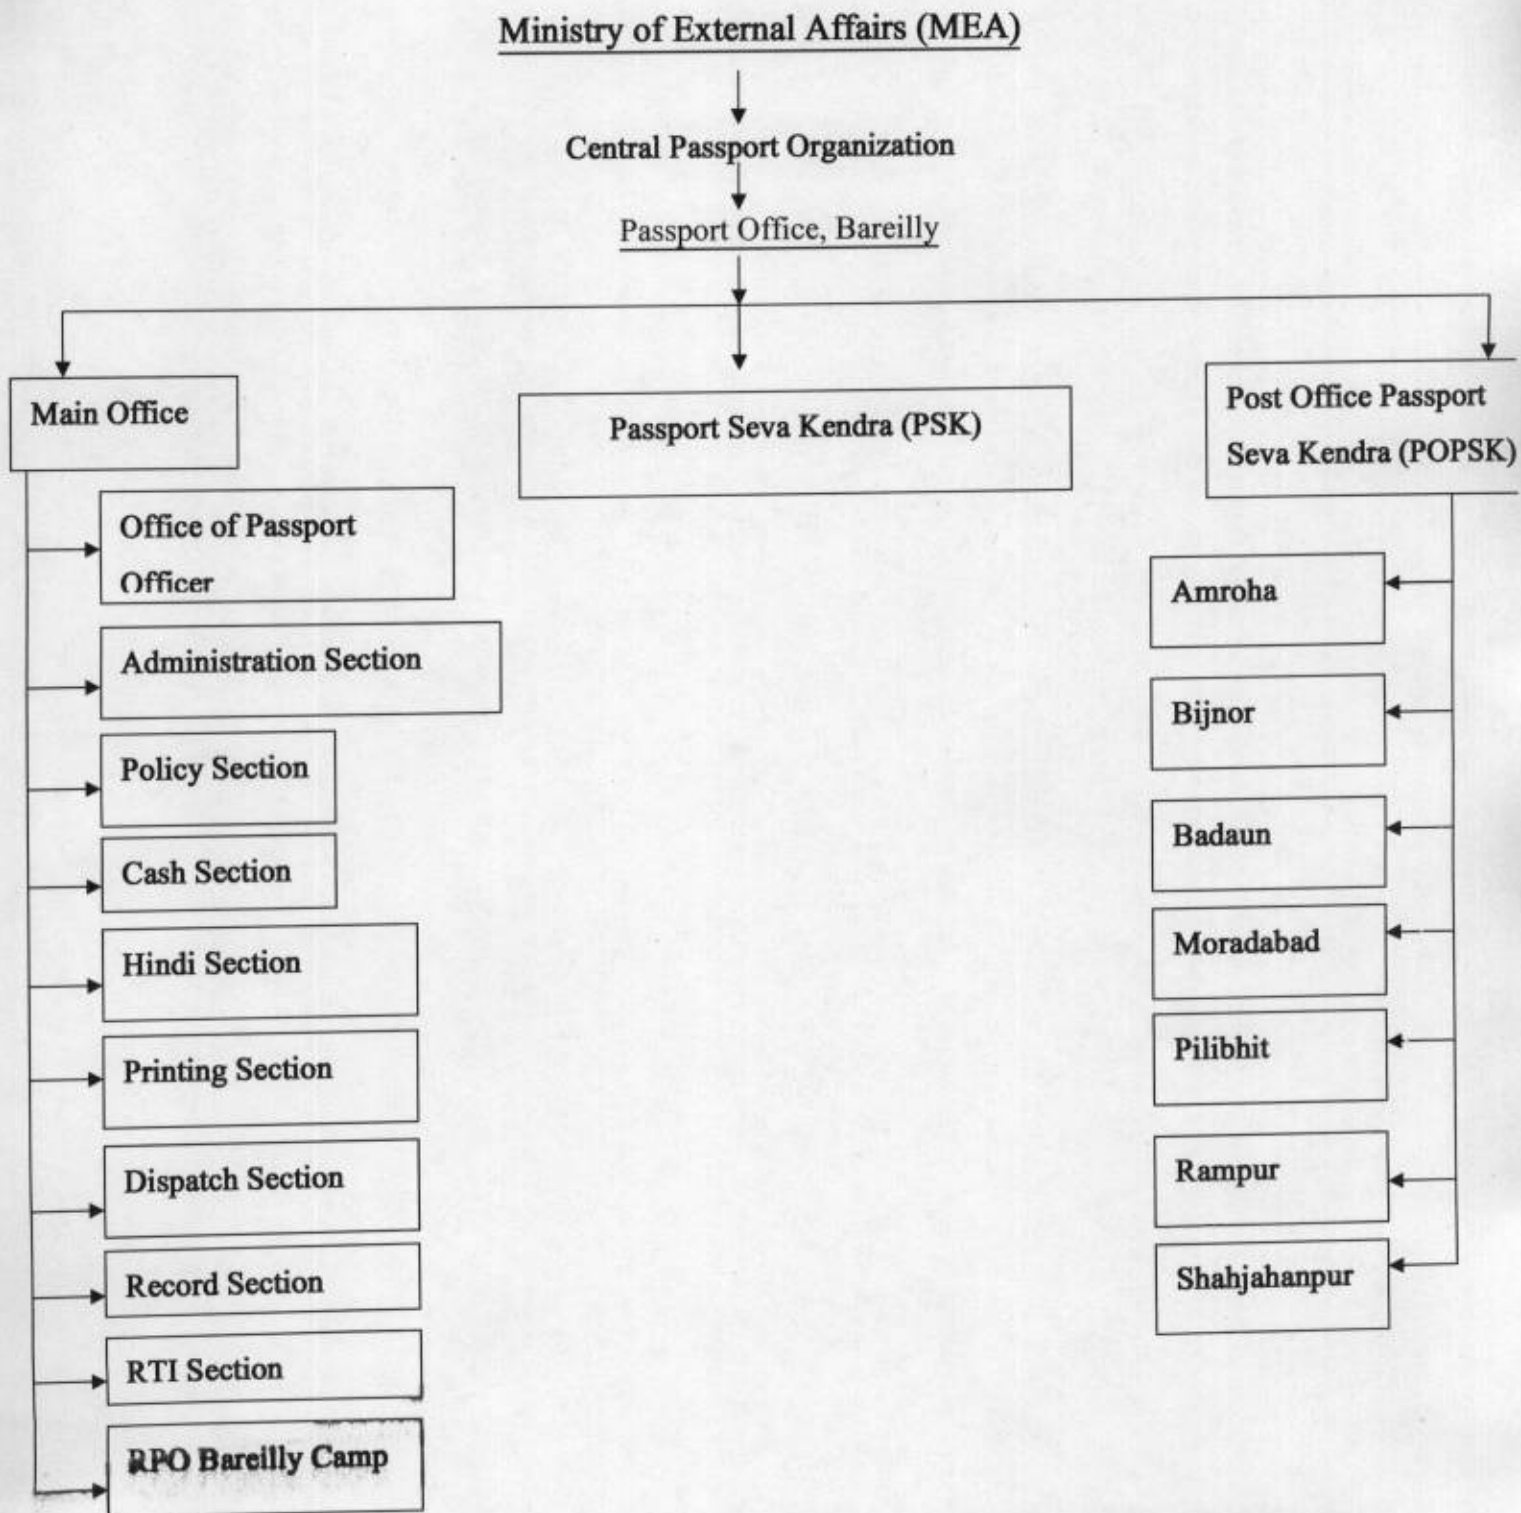 Ministry of External Affairs (MEA)
Central Passport Organization
Passport Office, Bareilly
Main Office
Passport Seva Kendra (PSK)
Post Office Passport
Seva Kendra (POPSK)
Office of Passport
Officer
Administration Section
Policy Section
Cash Section
Hindi Section
Printing Section
Dispatch Section
Record Section
RTI Section
RPO Bareilly Camp
Amroha
Bijnor
Badaun
Moradabad
Pilibhit
Rampur
Shahjahanpur